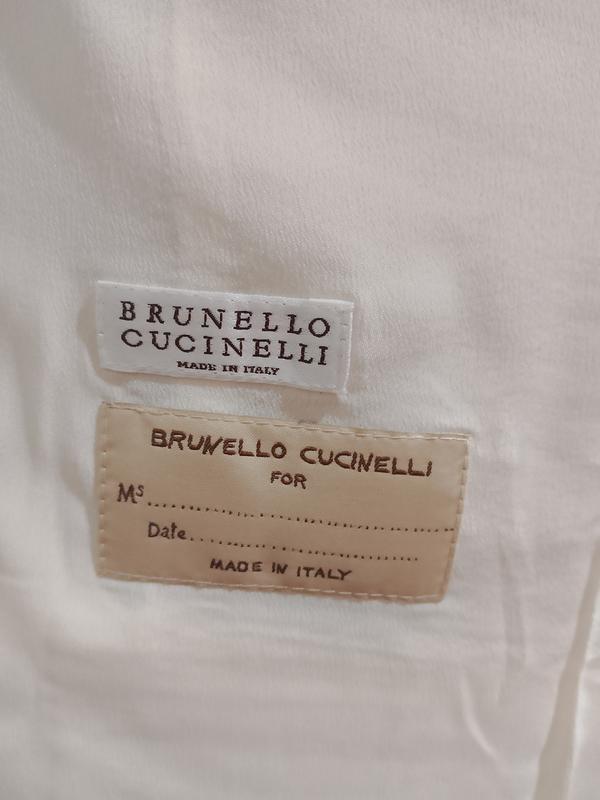 BRUNELLO
CUCINELLI
MADE IN ITALY
BRUNELLO CUCINELLI
FOR
Ms..............................
Date..............................
MADE IN ITALY